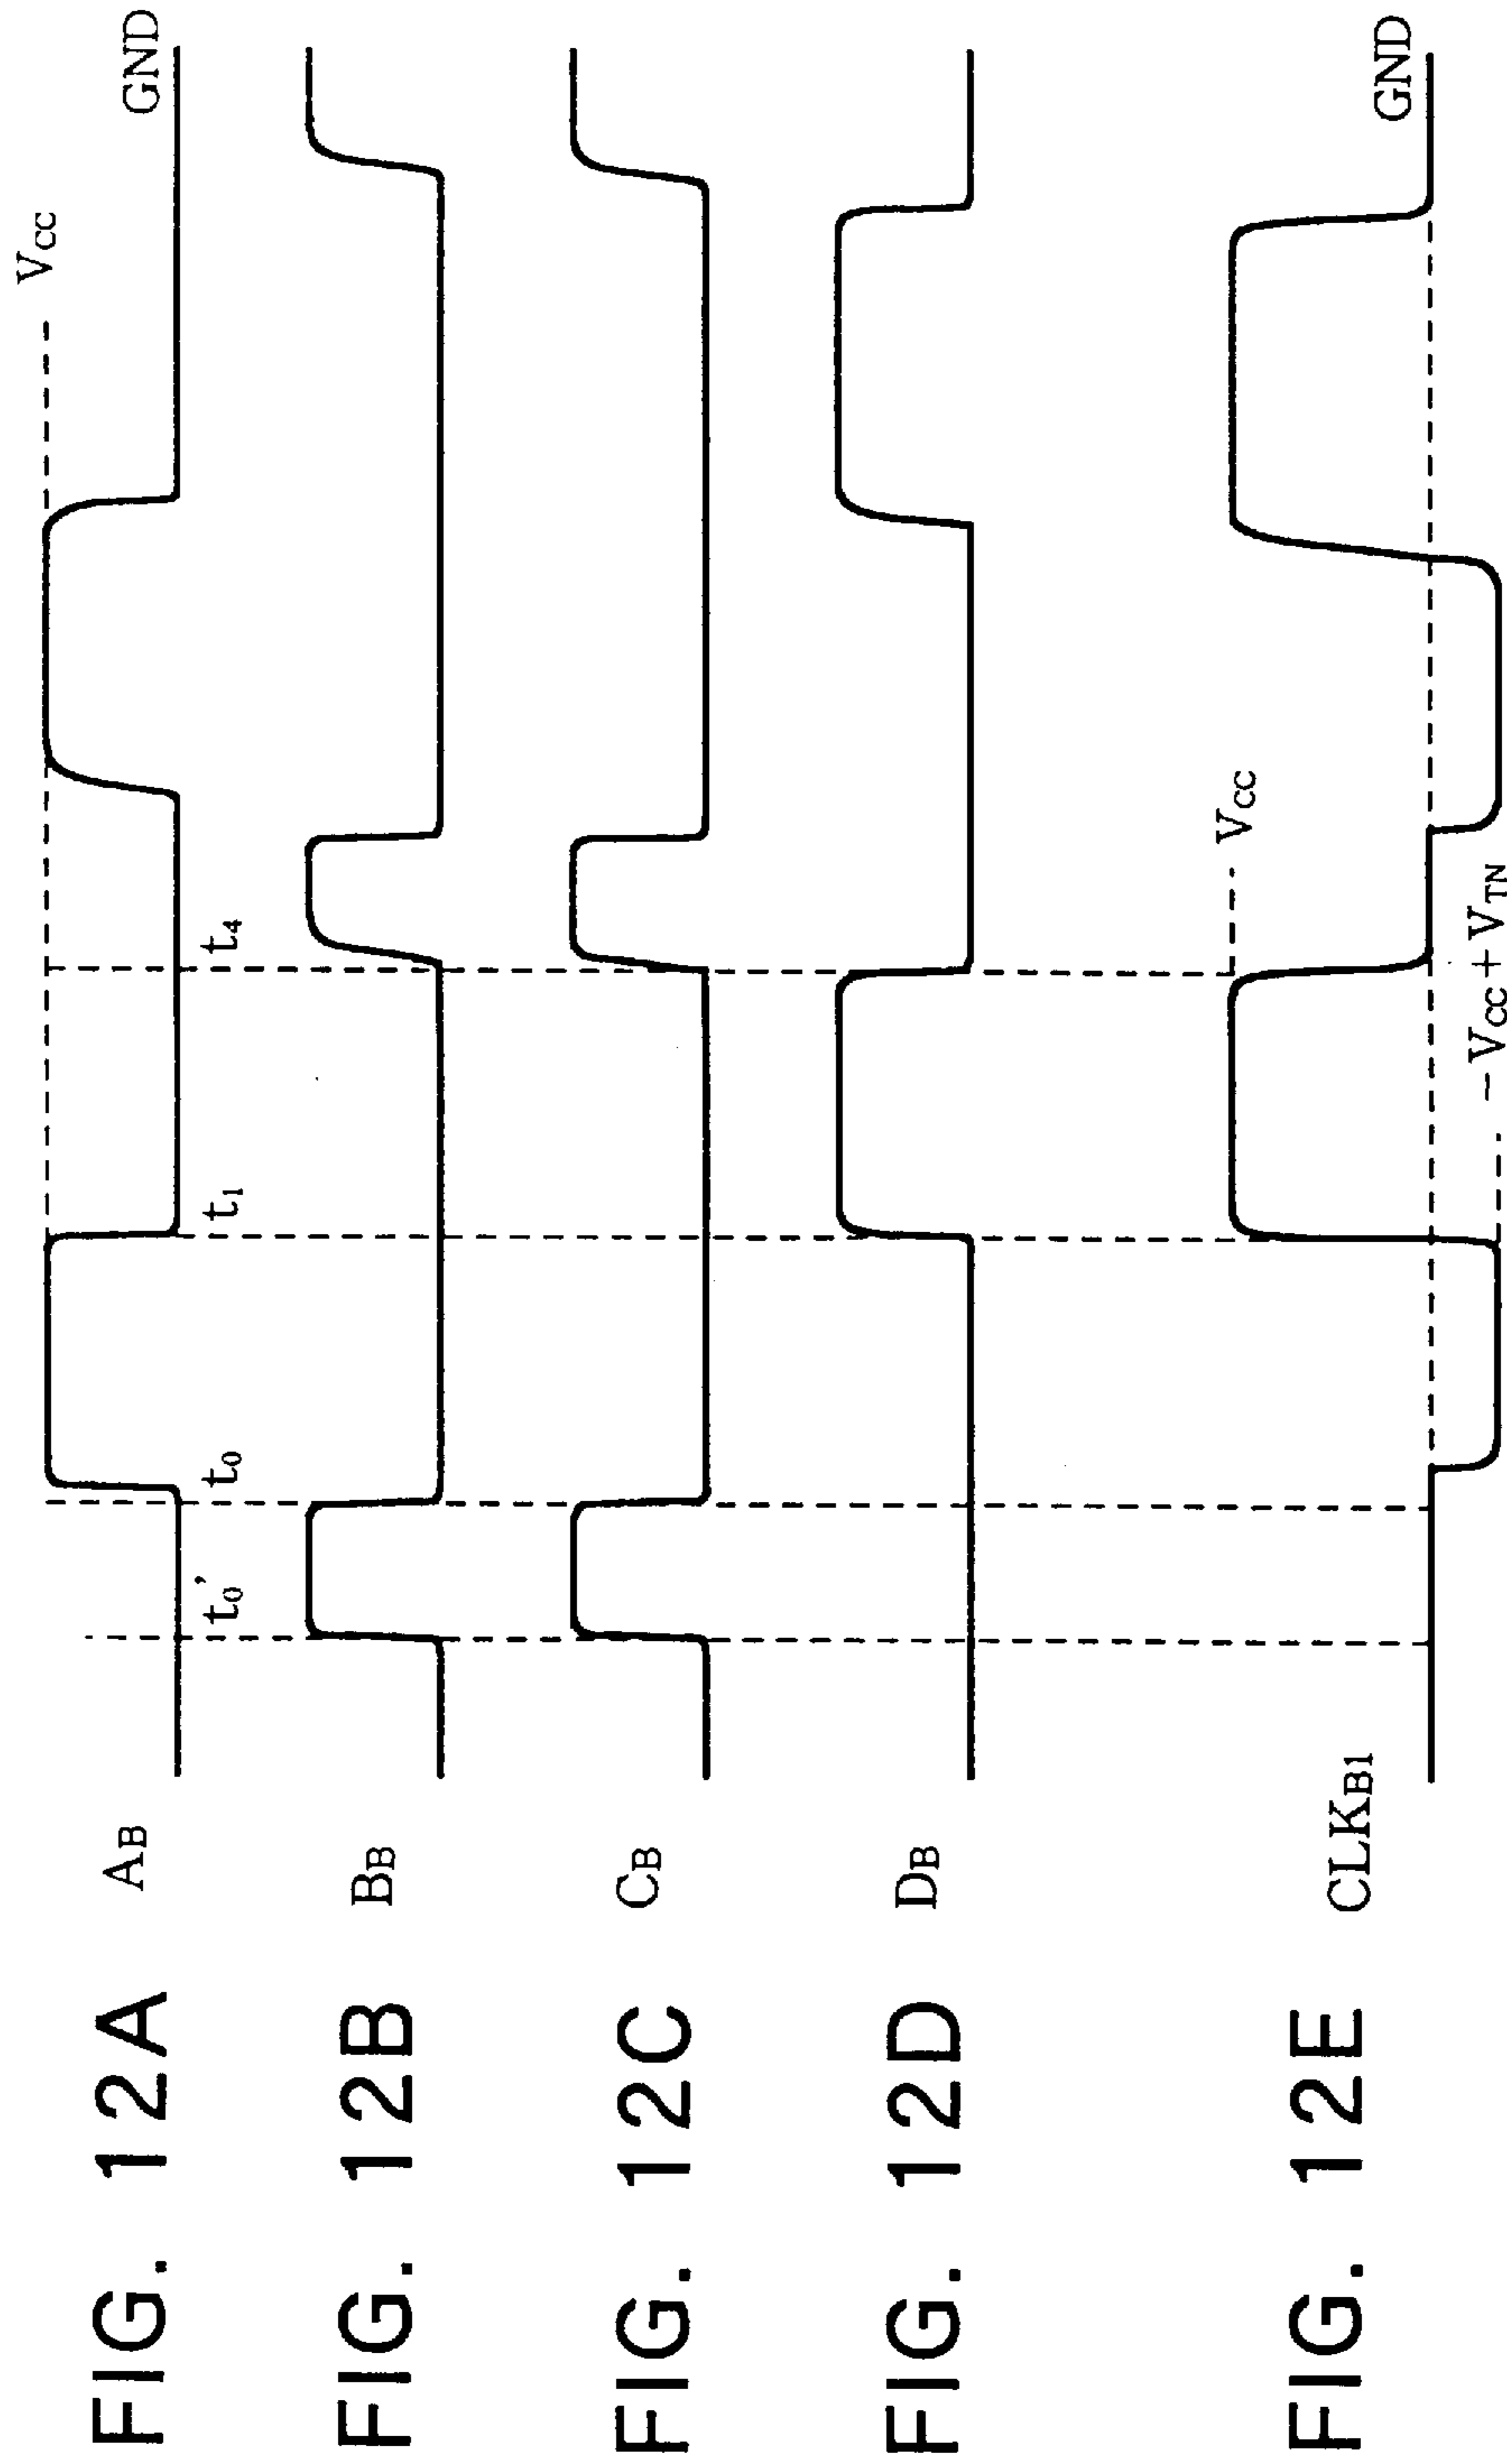 FIG. 12A
A_B
V_CC
GND
t_0'
t_0
t_1
t_4
FIG. 12B
B_B
FIG. 12C
C_B
FIG. 12D
D_B
FIG. 12E
CLK_B1
V_CC
GND
-V_CC+V_TN